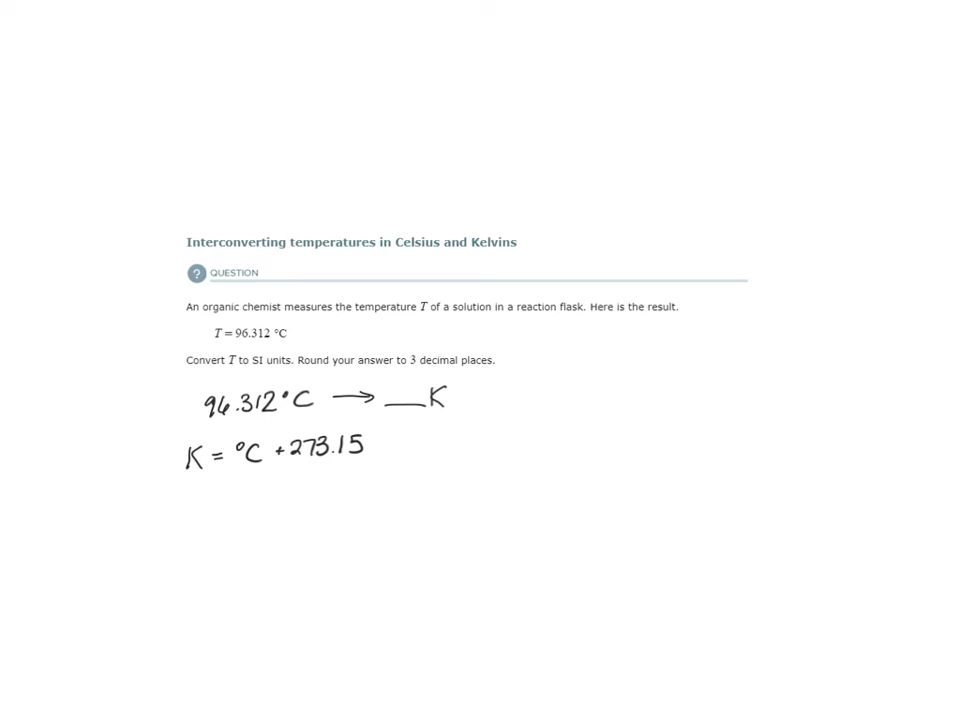 Interconverting temperatures in Celsius and Kelvins
? QUESTION
An organic chemist measures the temperature T of a solution in a reaction flask. Here is the result.
T = 96.312 °C
Convert T to SI units. Round your answer to 3 decimal places.
96.312°C → __K
K = °C + 273.15